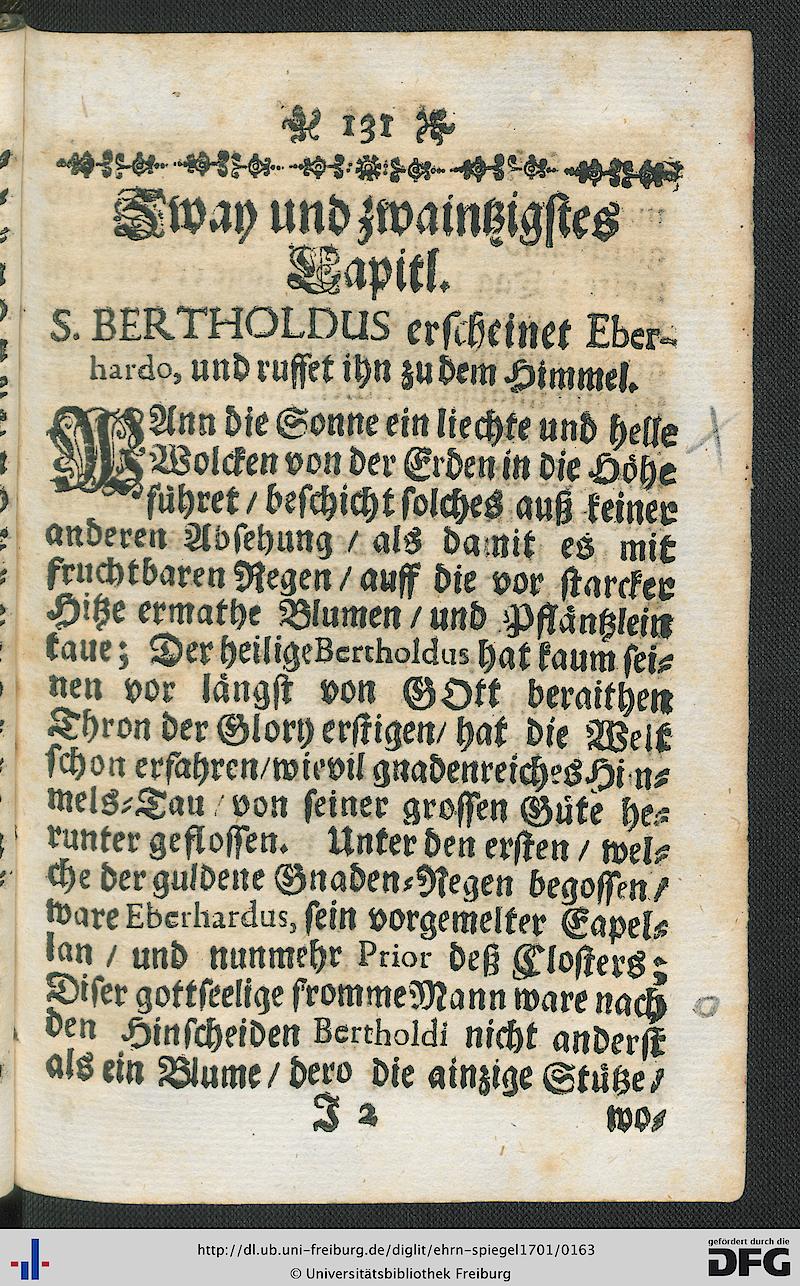 131
Zway und zwaintzigstes
Capitl.
S. BERTHOLDUS erscheinet Eber-
hardo, und ruffet ihn zu dem Himmel.
WAnn die Sonne ein liechte und helle
Wolcken von der Erden in die Höhe
führet / beschicht solches auß keiner
anderen Absehung / als damit es mit
fruchtbaren Regen / auff die vor starcker
Hitze ermathe Blumen / und Pfläntzlein
taue; Der heilige Bertholdus hat kaum sei-
nen vor längst von GOtt beraithen
Thron der Glory erstigen / hat die Welt
schon erfahren / wievil gnadenreiches Him-
mels-Tau / von seiner grossen Güte he-
runter geflossen. Unter den ersten / wel-
che der guldene Gnaden-Regen begossen /
ware Eberhardus, sein vorgemelter Capel-
lan / und nunmehr Prior deß Closters;
Diser gottseelige fromme Mann ware nach
den Hinscheiden Bertholdi nicht anderst
als ein Blume / dero die ainzige Stütze /
J 2 wo-
http://dl.ub.uni-freiburg.de/diglit/ehrn-spiegel1701/0163
© Universitätsbibliothek Freiburg
gefördert durch die
DFG